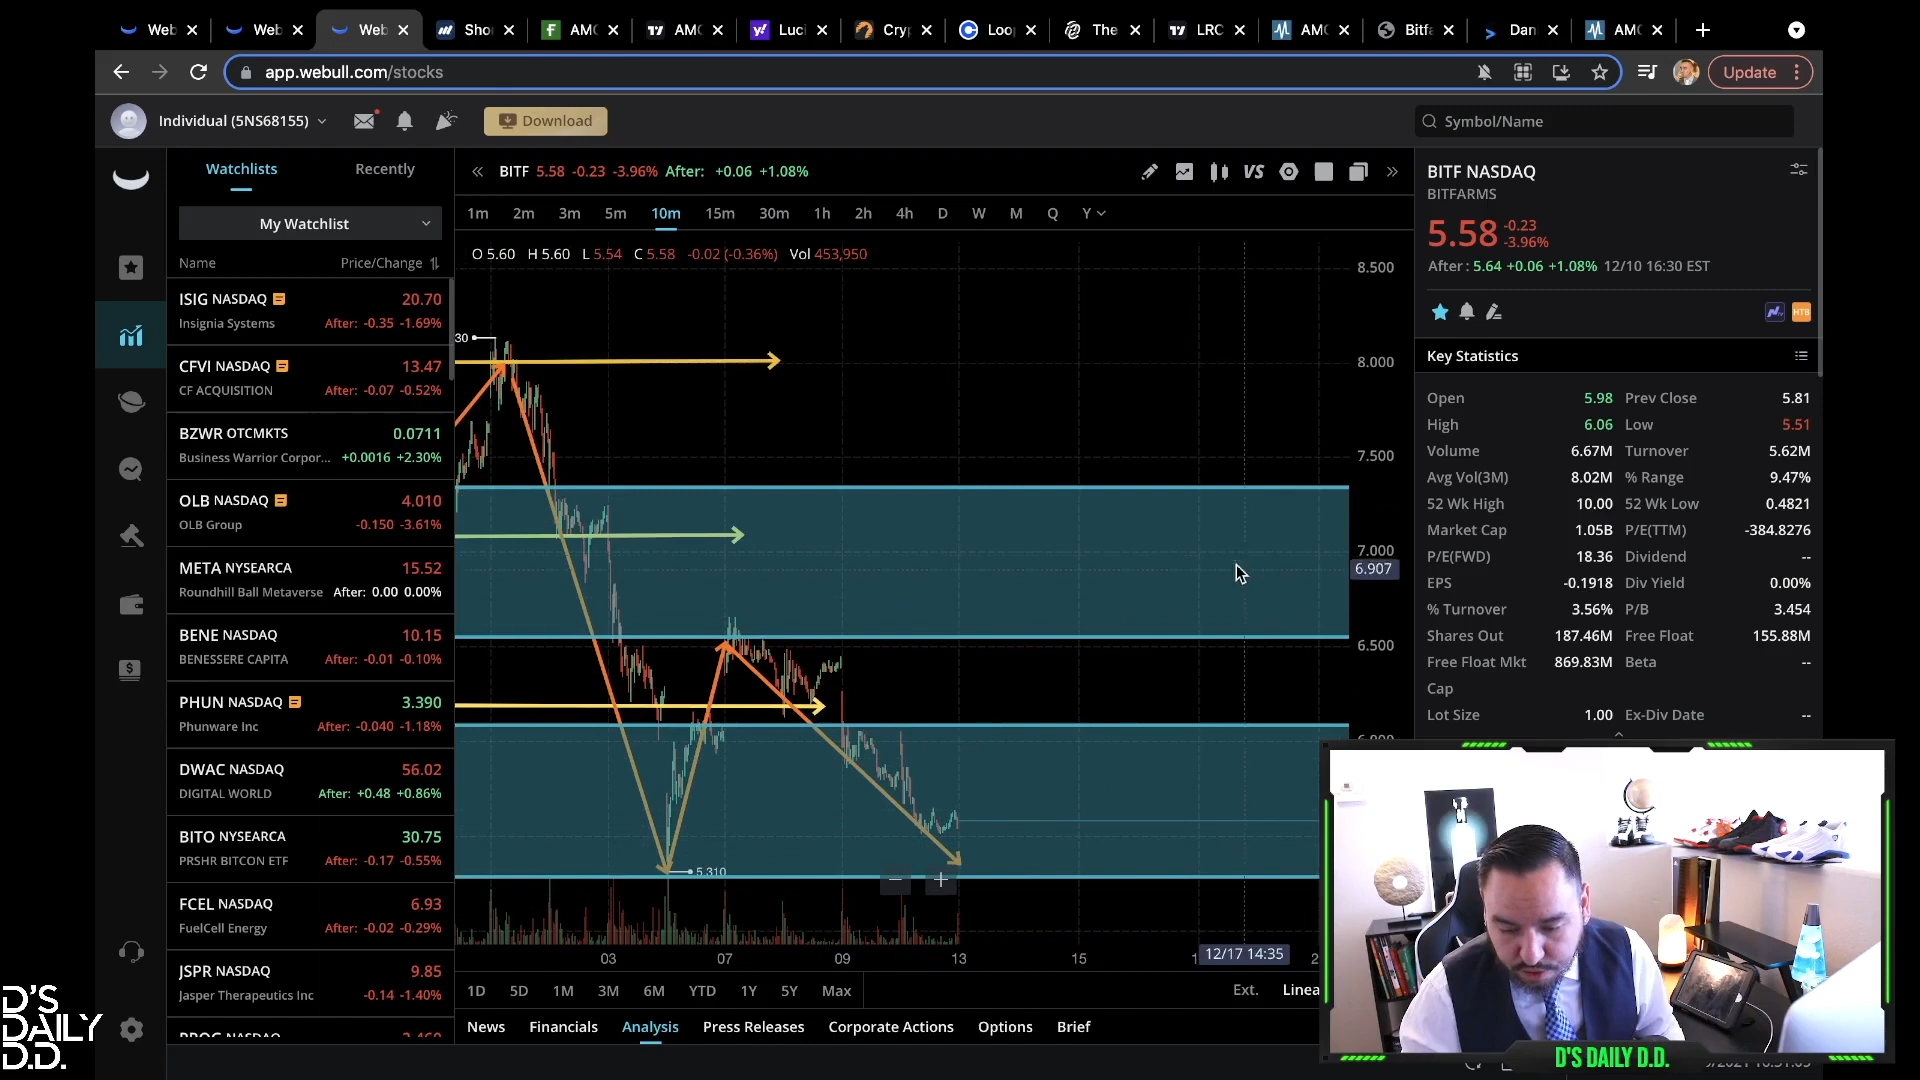 Web
Web
Web
Sho
AMC
AMC
Luci
Cryp
Loop
The
LRC
AMC
Bitfa
Dan
AMC
app.webull.com/stocks
Update
Individual (5NS68155)
Download
Symbol/Name
Watchlists
Recently
My Watchlist
Name
Price/Change
ISIG NASDAQ 20.70
Insignia Systems After: -0.35 -1.69%
CFVI NASDAQ 13.47
CF ACQUISITION After: -0.07 -0.52%
BZWR OTCMKTS 0.0711
Business Warrior Corpor... +0.0016 +2.30%
OLB NASDAQ 4.010
OLB Group -0.150 -3.61%
META NYSEARCA 15.52
Roundhill Ball Metaverse After: 0.00 0.00%
BENE NASDAQ 10.15
BENESSERE CAPITA After: -0.01 -0.10%
PHUN NASDAQ 3.390
Phunware Inc After: -0.040 -1.18%
DWAC NASDAQ 56.02
DIGITAL WORLD After: +0.48 +0.86%
BITO NYSEARCA 30.75
PRSHR BITCON ETF After: -0.17 -0.55%
FCEL NASDAQ 6.93
FuelCell Energy After: -0.02 -0.29%
JSPR NASDAQ 9.85
Jasper Therapeutics Inc -0.14 -1.40%
BITF 5.58 -0.23 -3.96% After: +0.06 +1.08%
VS
1m 2m 3m 5m 10m 15m 30m 1h 2h 4h D W M Q Y
O 5.60 H 5.60 L 5.54 C 5.58 -0.02 (-0.36%) Vol 453,950
8.500
30
8.000
7.500
7.000
6.907
6.500
5.310
03 07 09 13 15 12/17 14:35
1D 5D 1M 3M 6M YTD 1Y 5Y Max
Ext. Linea
News Financials Analysis Press Releases Corporate Actions Options Brief
BITF NASDAQ
BITFARMS
5.58 -0.23
-3.96%
After: 5.64 +0.06 +1.08% 12/10 16:30 EST
HTB
Key Statistics
Open 5.98 Prev Close 5.81
High 6.06 Low 5.51
Volume 6.67M Turnover 5.62M
Avg Vol(3M) 8.02M % Range 9.47%
52 Wk High 10.00 52 Wk Low 0.4821
Market Cap 1.05B P/E(TTM) -384.8276
P/E(FWD) 18.36 Dividend --
EPS -0.1918 Div Yield 0.00%
% Turnover 3.56% P/B 3.454
Shares Out 187.46M Free Float 155.88M
Free Float Mkt 869.83M Beta --
Cap
Lot Size 1.00 Ex-Div Date --
D'S
DAILY
D.D.
D'S DAILY D.D.